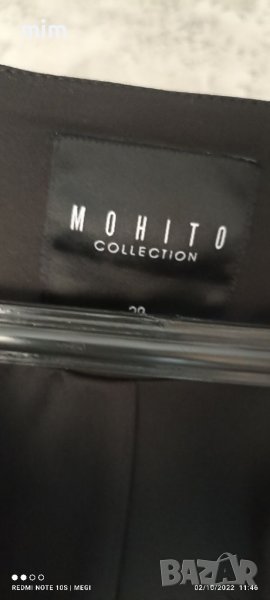 mim
MOHITO
COLLECTION
REDMI NOTE 10S | MEGI
02/10/2022 11:46
BAZAR